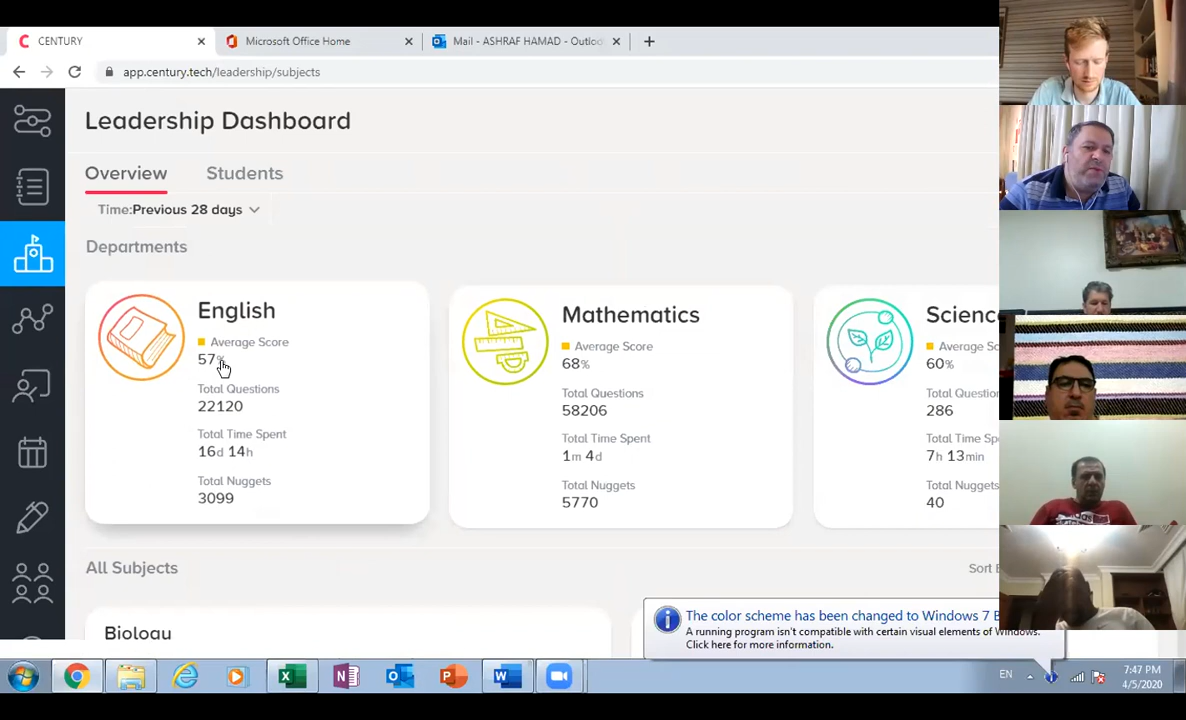 CENTURY
Microsoft Office Home
Mail - ASHRAF HAMAD - Outlo
app.century.tech/leadership/subjects
Leadership Dashboard
Overview Students
Time:Previous 28 days
Departments
English
Average Score
57%
Total Questions
22120
Total Time Spent
16d 14h
Total Nuggets
3099
Mathematics
Average Score
68%
Total Questions
58206
Total Time Spent
1m 4d
Total Nuggets
5770
Scienc
Average Sc
60%
Total Questio
286
Total Time Spe
7h 13min
Total Nuggets
40
All Subjects
Sort
Biology
The color scheme has been changed to Windows 7 B
A running program isn't compatible with certain visual elements of Windows.
Click here for more information.
EN
7:47 PM
4/5/2020